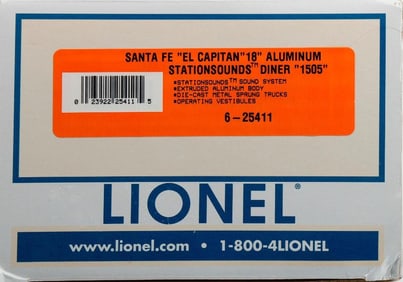 SANTA FE "EL CAPITAN"18" ALUMINUM
STATIONSOUNDS™ DINER "1505"
*STATIONSOUNDS™ SOUND SYSTEM
*EXTRUDED ALUMINUM BODY
*DIE-CAST METAL SPRUNG TRUCKS
*OPERATING VESTIBULES
0 23922 25411 5
6-25411
LIONEL®
www.lionel.com • 1-800-4LIONEL